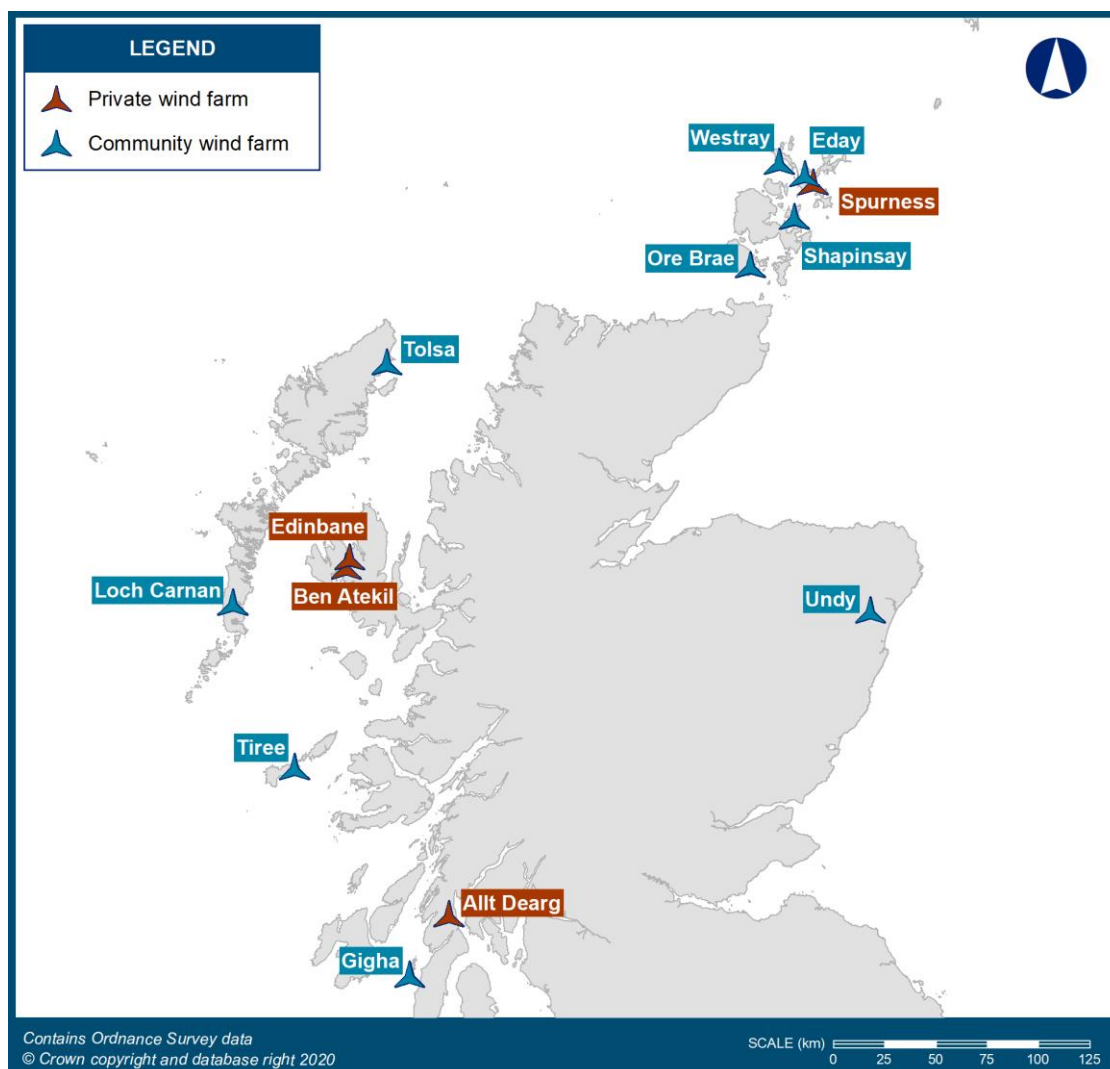 LEGEND
Private wind farm
Community wind farm
Westray
Eday
Spurness
Ore Brae
Shapinsay
Tolsa
Edinbane
Loch Carnan
Ben Atekil
Undy
Tiree
Allt Dearg
Gigha
Contains Ordnance Survey data
© Crown copyright and database right 2020
SCALE (km)
0 25 50 75 100 125